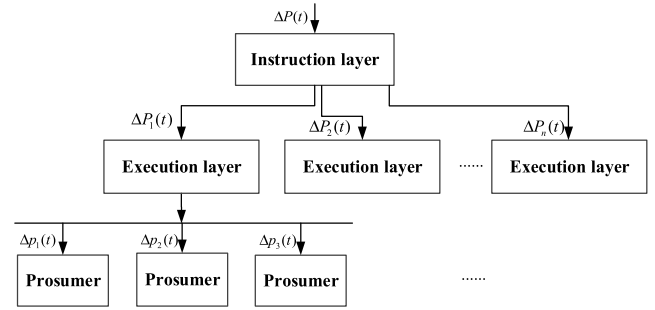 ΔP(t)
Instruction layer
ΔP₁(t) ΔP₂(t) ΔPₙ(t)
Execution layer Execution layer ...... Execution layer
Δp₁(t) Δp₂(t) Δp₃(t)
Prosumer Prosumer Prosumer ......